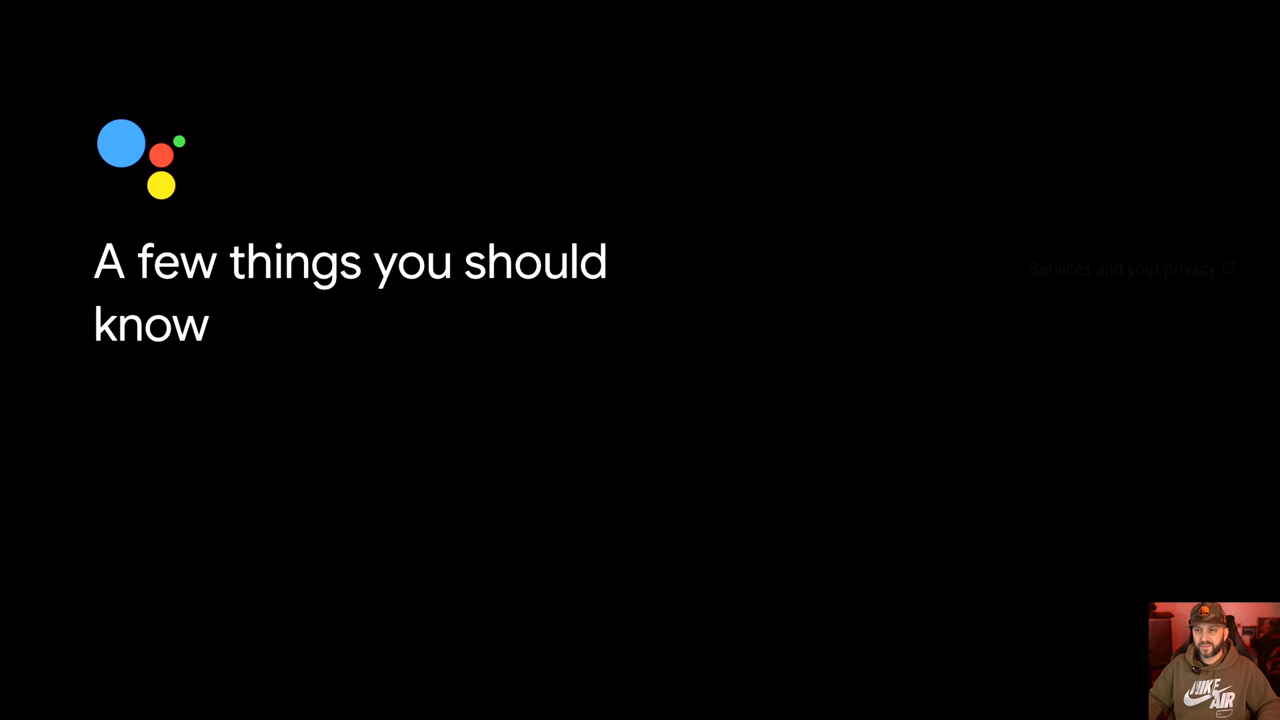 A few things you should
know
Services and your privacy
NIKE
AIR